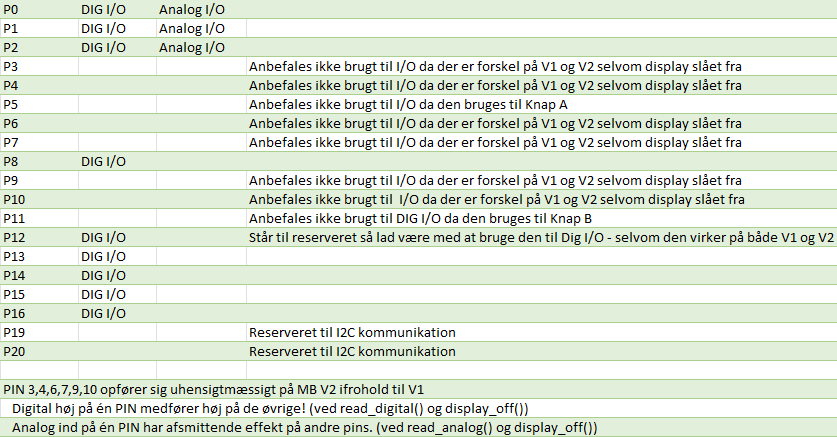 P0 DIG I/O Analog I/O
P1 DIG I/O Analog I/O
P2 DIG I/O Analog I/O
P3 Anbefales ikke brugt til I/O da der er forskel på V1 og V2 selvom display slået fra
P4 Anbefales ikke brugt til I/O da der er forskel på V1 og V2 selvom display slået fra
P5 Anbefales ikke brugt til I/O da den bruges til Knap A
P6 Anbefales ikke brugt til I/O da der er forskel på V1 og V2 selvom display slået fra
P7 Anbefales ikke brugt til I/O da der er forskel på V1 og V2 selvom display slået fra
P8 DIG I/O
P9 Anbefales ikke brugt til I/O da der er forskel på V1 og V2 selvom display slået fra
P10 Anbefales ikke brugt til I/O da der er forskel på V1 og V2 selvom display slået fra
P11 Anbefales ikke brugt til DIG I/O da den bruges til Knap B
P12 DIG I/O Står til reserveret så lad være med at bruge den til Dig I/O - selvom den virker på både V1 og V2
P13 DIG I/O
P14 DIG I/O
P15 DIG I/O
P16 DIG I/O
P19 Reserveret til I2C kommunikation
P20 Reserveret til I2C kommunikation
PIN 3,4,6,7,9,10 opfører sig uhensigtmæssigt på MB V2 ifrohold til V1
Digital høj på én PIN medfører høj på de øvrige! (ved read_digital() og display_off())
Analog ind på én PIN har afsmittende effekt på andre pins. (ved read_analog() og display_off())